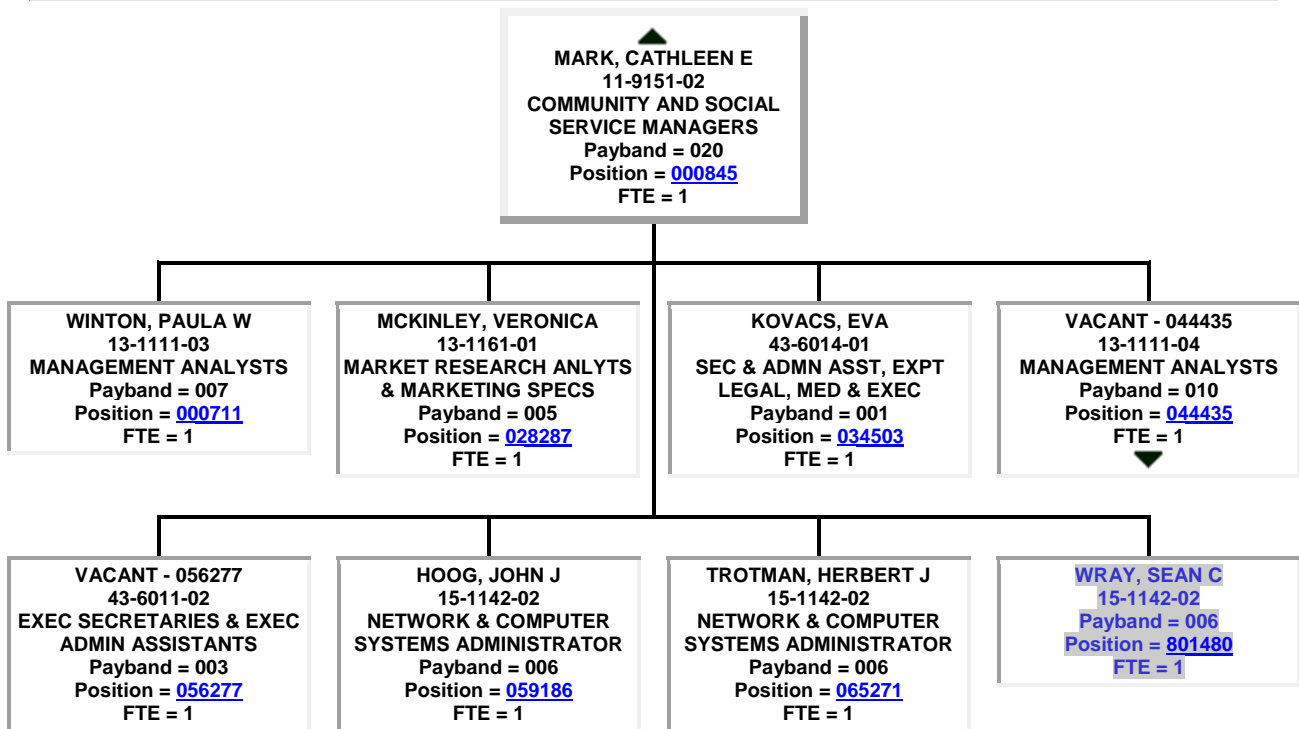 MARK, CATHLEEN E
11-9151-02
COMMUNITY AND SOCIAL
SERVICE MANAGERS
Payband = 020
Position = 000845
FTE = 1
WINTON, PAULA W
13-1111-03
MANAGEMENT ANALYSTS
Payband = 007
Position = 000711
FTE = 1
MCKINLEY, VERONICA
13-1161-01
MARKET RESEARCH ANLYTS
& MARKETING SPECS
Payband = 005
Position = 028287
FTE = 1
KOVACS, EVA
43-6014-01
SEC & ADMN ASST, EXPT
LEGAL, MED & EXEC
Payband = 001
Position = 034503
FTE = 1
VACANT - 044435
13-1111-04
MANAGEMENT ANALYSTS
Payband = 010
Position = 044435
FTE = 1
VACANT - 056277
43-6011-02
EXEC SECRETARIES & EXEC
ADMIN ASSISTANTS
Payband = 003
Position = 056277
FTE = 1
HOOG, JOHN J
15-1142-02
NETWORK & COMPUTER
SYSTEMS ADMINISTRATOR
Payband = 006
Position = 059186
FTE = 1
TROTMAN, HERBERT J
15-1142-02
NETWORK & COMPUTER
SYSTEMS ADMINISTRATOR
Payband = 006
Position = 065271
FTE = 1
WRAY, SEAN C
15-1142-02
Payband = 006
Position = 801480
FTE = 1